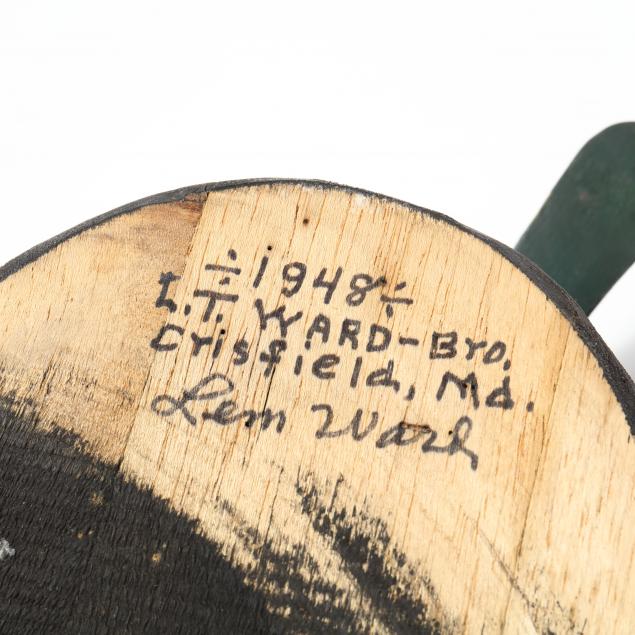 ÷1948÷
L.T. WARD-Bro.
Crisfield, Md.
Lem Ward